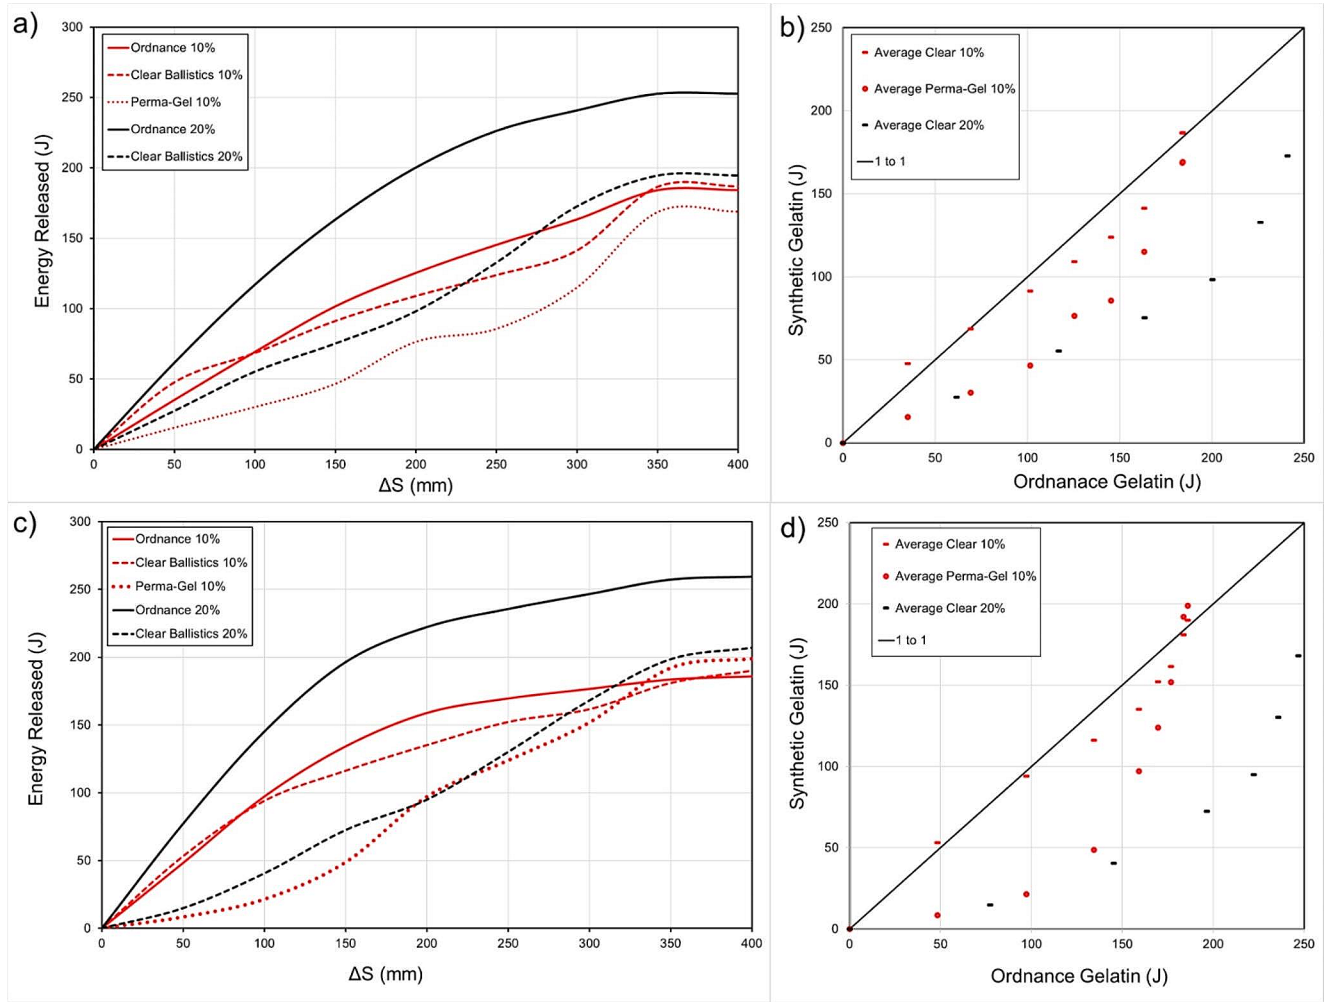 a)
300
250
200
150
100
50
0
Energy Released (J)
Ordnance 10%
Clear Ballistics 10%
Perma-Gel 10%
Ordnance 20%
Clear Ballistics 20%
0 50 100 150 200 250 300 350 400
ΔS (mm)
b)
250
200
150
100
50
0
Synthetic Gelatin (J)
Average Clear 10%
Average Perma-Gel 10%
Average Clear 20%
1 to 1
0 50 100 150 200 250
Ordnanace Gelatin (J)
c)
300
250
200
150
100
50
0
Energy Released (J)
Ordnance 10%
Clear Ballistics 10%
Perma-Gel 10%
Ordnance 20%
Clear Ballistics 20%
0 50 100 150 200 250 300 350 400
ΔS (mm)
d)
250
200
150
100
50
0
Synthetic Gelatin (J)
Average Clear 10%
Average Perma-Gel 10%
Average Clear 20%
1 to 1
0 50 100 150 200 250
Ordnance Gelatin (J)